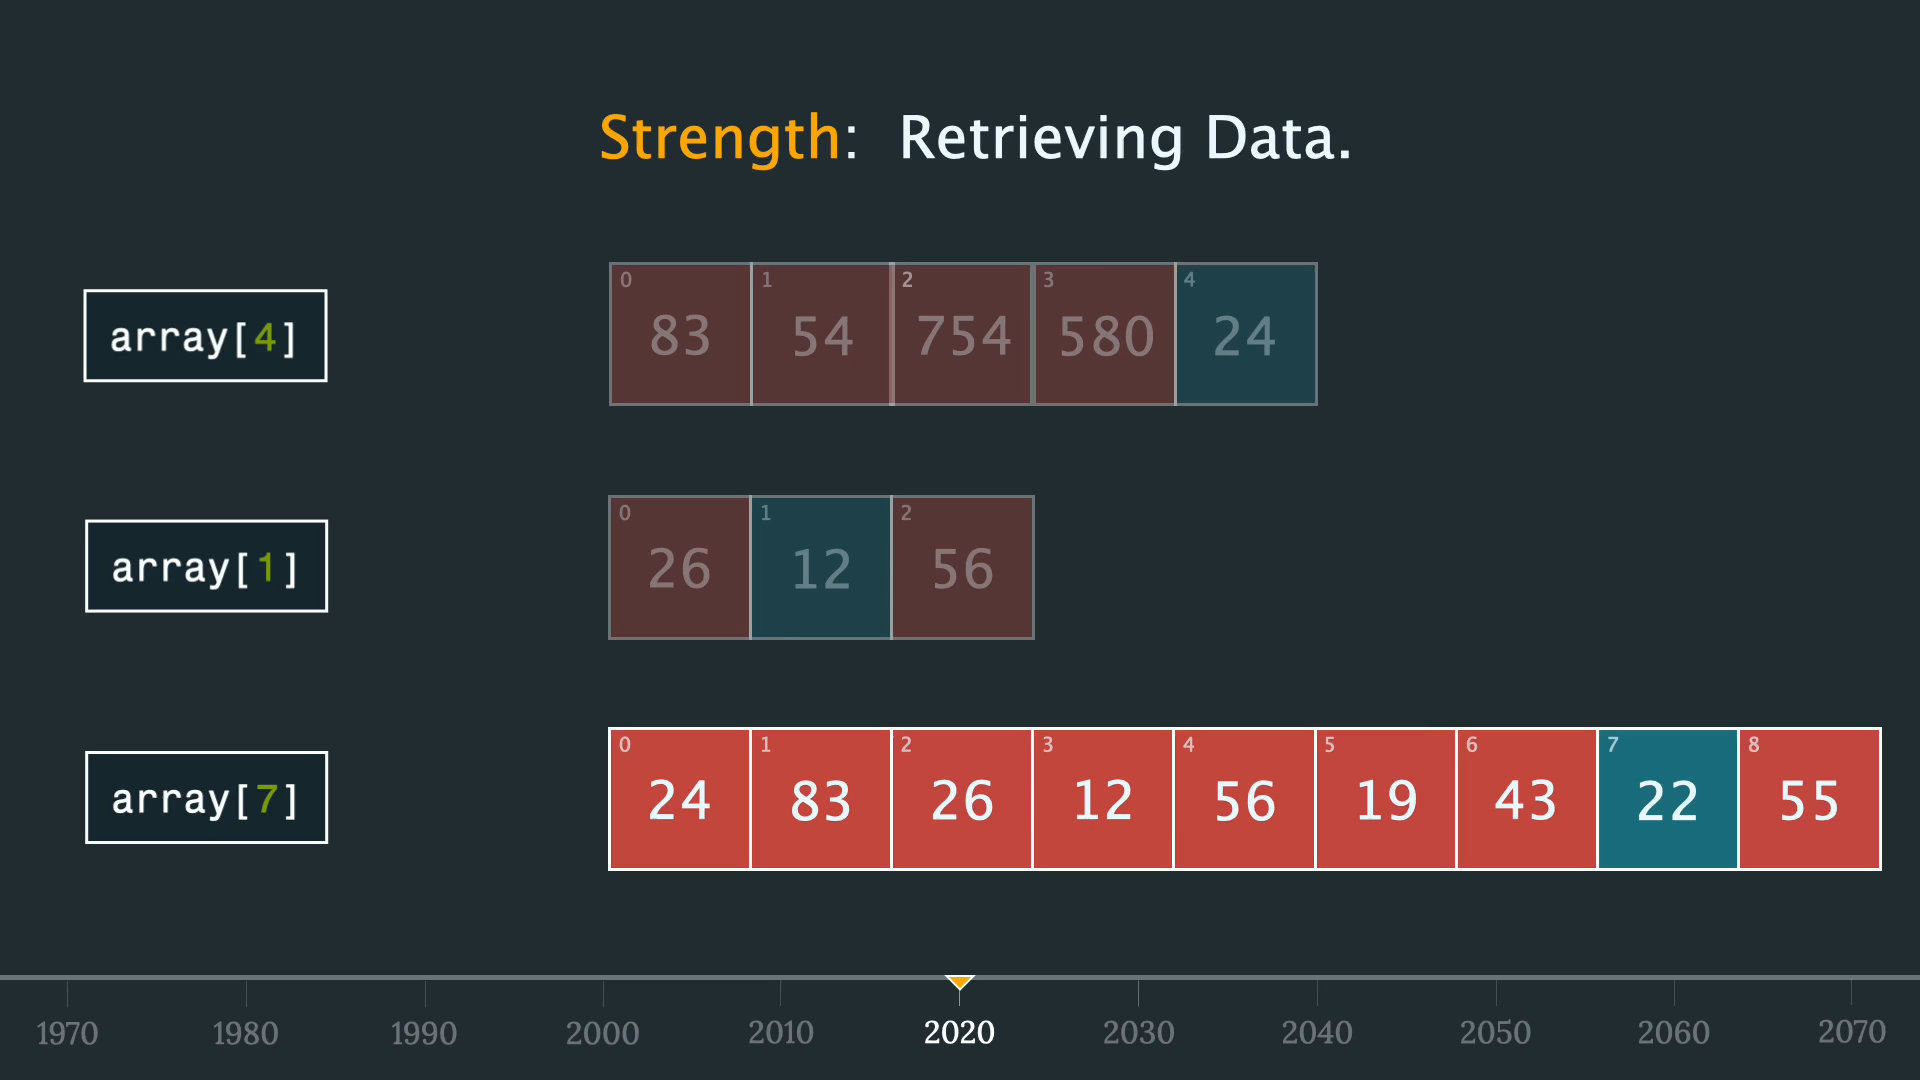 Strength: Retrieving Data.
array[4]
0 1 2 3 4
83 54 754 580 24
array[1]
0 1 2
26 12 56
array[7]
0 1 2 3 4 5 6 7 8
24 83 26 12 56 19 43 22 55
1970 1980 1990 2000 2010 2020 2030 2040 2050 2060 2070